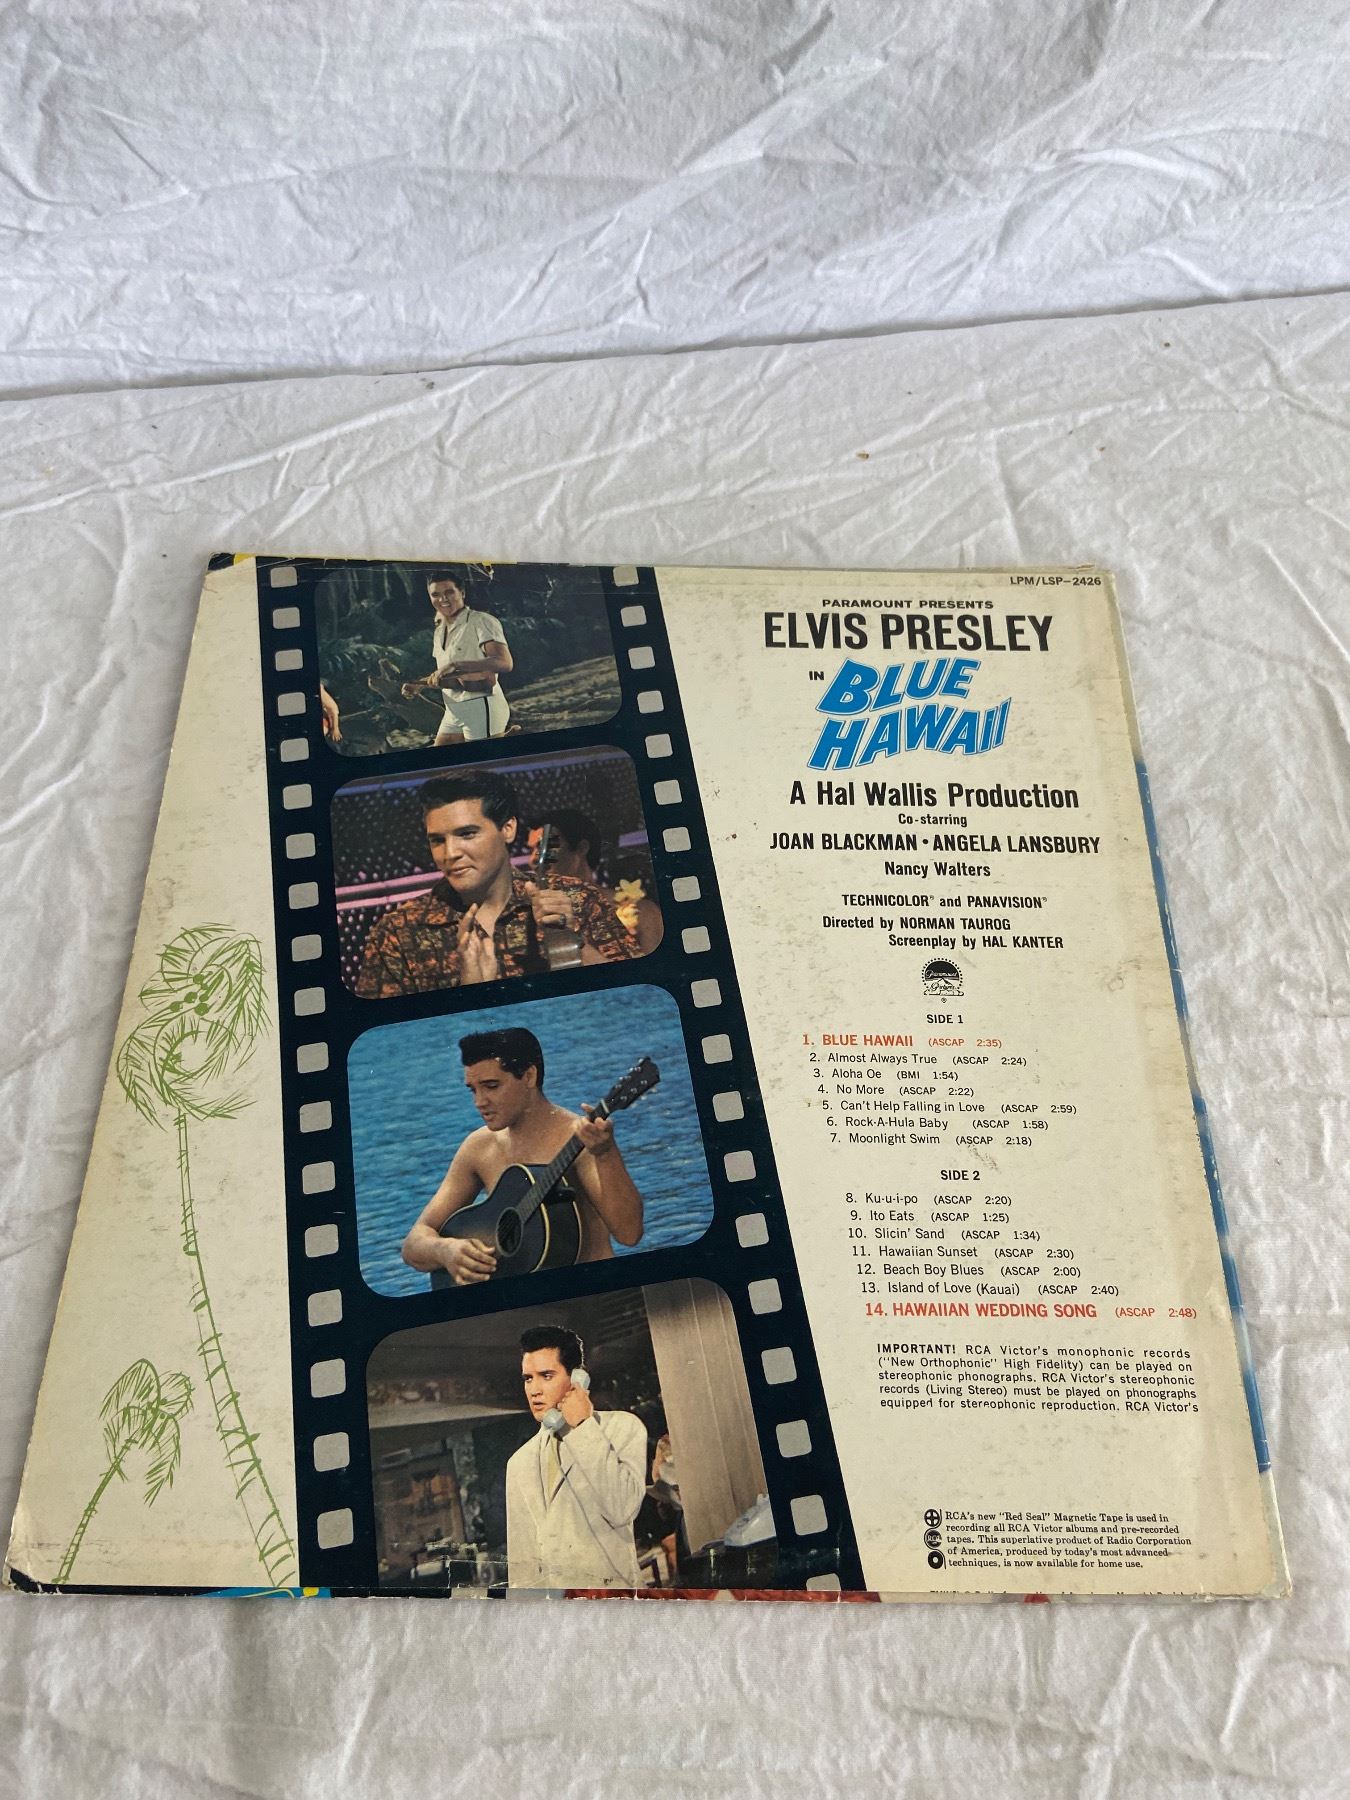 LPM/LSP-2426
PARAMOUNT PRESENTS
ELVIS PRESLEY
IN BLUE
HAWAII
A Hal Wallis Production
Co-starring
JOAN BLACKMAN • ANGELA LANSBURY
Nancy Walters
TECHNICOLOR® and PANAVISION®
Directed by NORMAN TAUROG
Screenplay by HAL KANTER
Paramount
Pictures
®
SIDE 1
1. BLUE HAWAII (ASCAP 2:35)
2. Almost Always True (ASCAP 2:24)
3. Aloha Oe (BMI 1:54)
4. No More (ASCAP 2:22)
5. Can't Help Falling in Love (ASCAP 2:59)
6. Rock-A-Hula Baby (ASCAP 1:58)
7. Moonlight Swim (ASCAP 2:18)
SIDE 2
8. Ku-u-i-po (ASCAP 2:20)
9. Ito Eats (ASCAP 1:25)
10. Slicin' Sand (ASCAP 1:34)
11. Hawaiian Sunset (ASCAP 2:30)
12. Beach Boy Blues (ASCAP 2:00)
13. Island of Love (Kauai) (ASCAP 2:40)
14. HAWAIIAN WEDDING SONG (ASCAP 2:48)
IMPORTANT! RCA Victor's monophonic records
("New Orthophonic" High Fidelity) can be played on
stereophonic phonographs. RCA Victor's stereophonic
records (Living Stereo) must be played on phonographs
equipped for stereophonic reproduction. RCA Victor's
RCA's new "Red Seal" Magnetic Tape is used in
recording all RCA Victor albums and pre-recorded
RCA tapes. This superlative product of Radio Corporation
of America, produced by today's most advanced
techniques, is now available for home use.